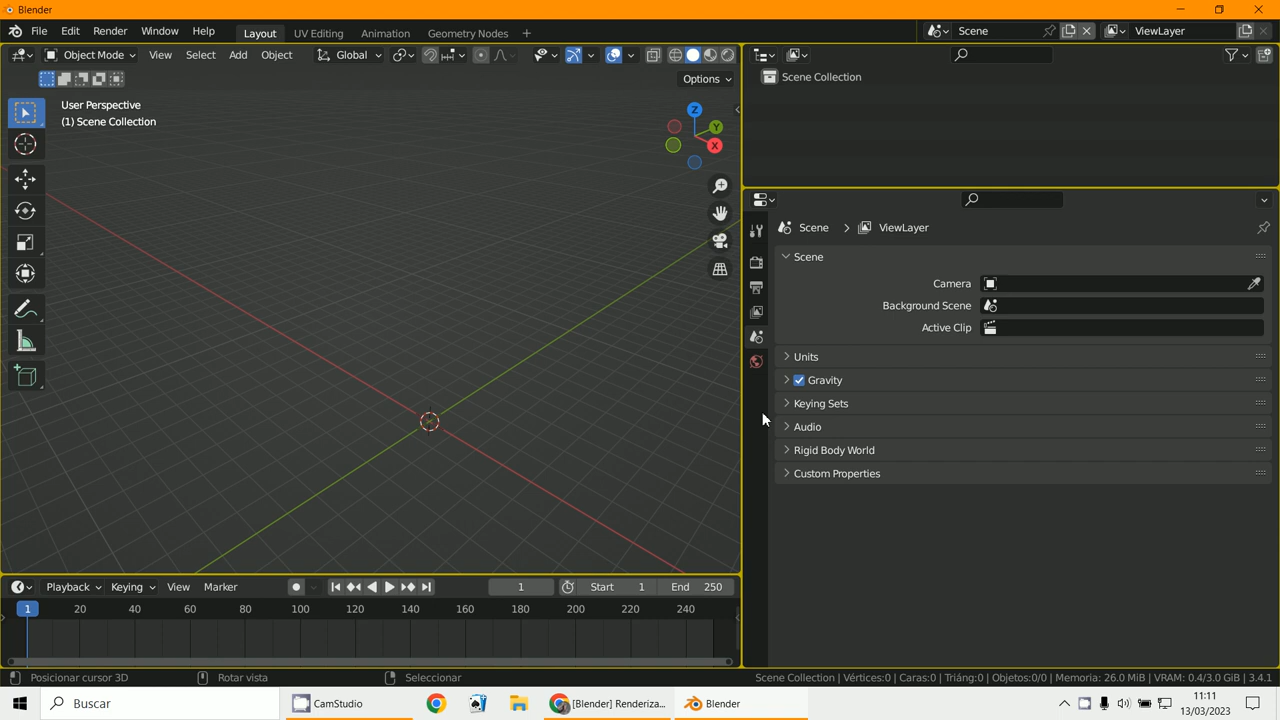 Blender
File Edit Render Window Help Layout UV Editing Animation Geometry Nodes + Scene ViewLayer
Object Mode View Select Add Object Global
Options
User Perspective
(1) Scene Collection
Z
Y
X
Scene Collection
Scene > ViewLayer
Scene
Camera
Background Scene
Active Clip
Units
Gravity
Keying Sets
Audio
Rigid Body World
Custom Properties
Playback Keying View Marker 1 Start 1 End 250
1 20 40 60 80 100 120 140 160 180 200 220 240
Posicionar cursor 3D Rotar vista Seleccionar Scene Collection | Vértices:0 | Caras:0 | Triáng:0 | Objetos:0/0 | Memoria: 26.0 MiB | VRAM: 0.4/3.0 GiB | 3.4.1
Buscar CamStudio [Blender] Renderiza... Blender
11:11
13/03/2023